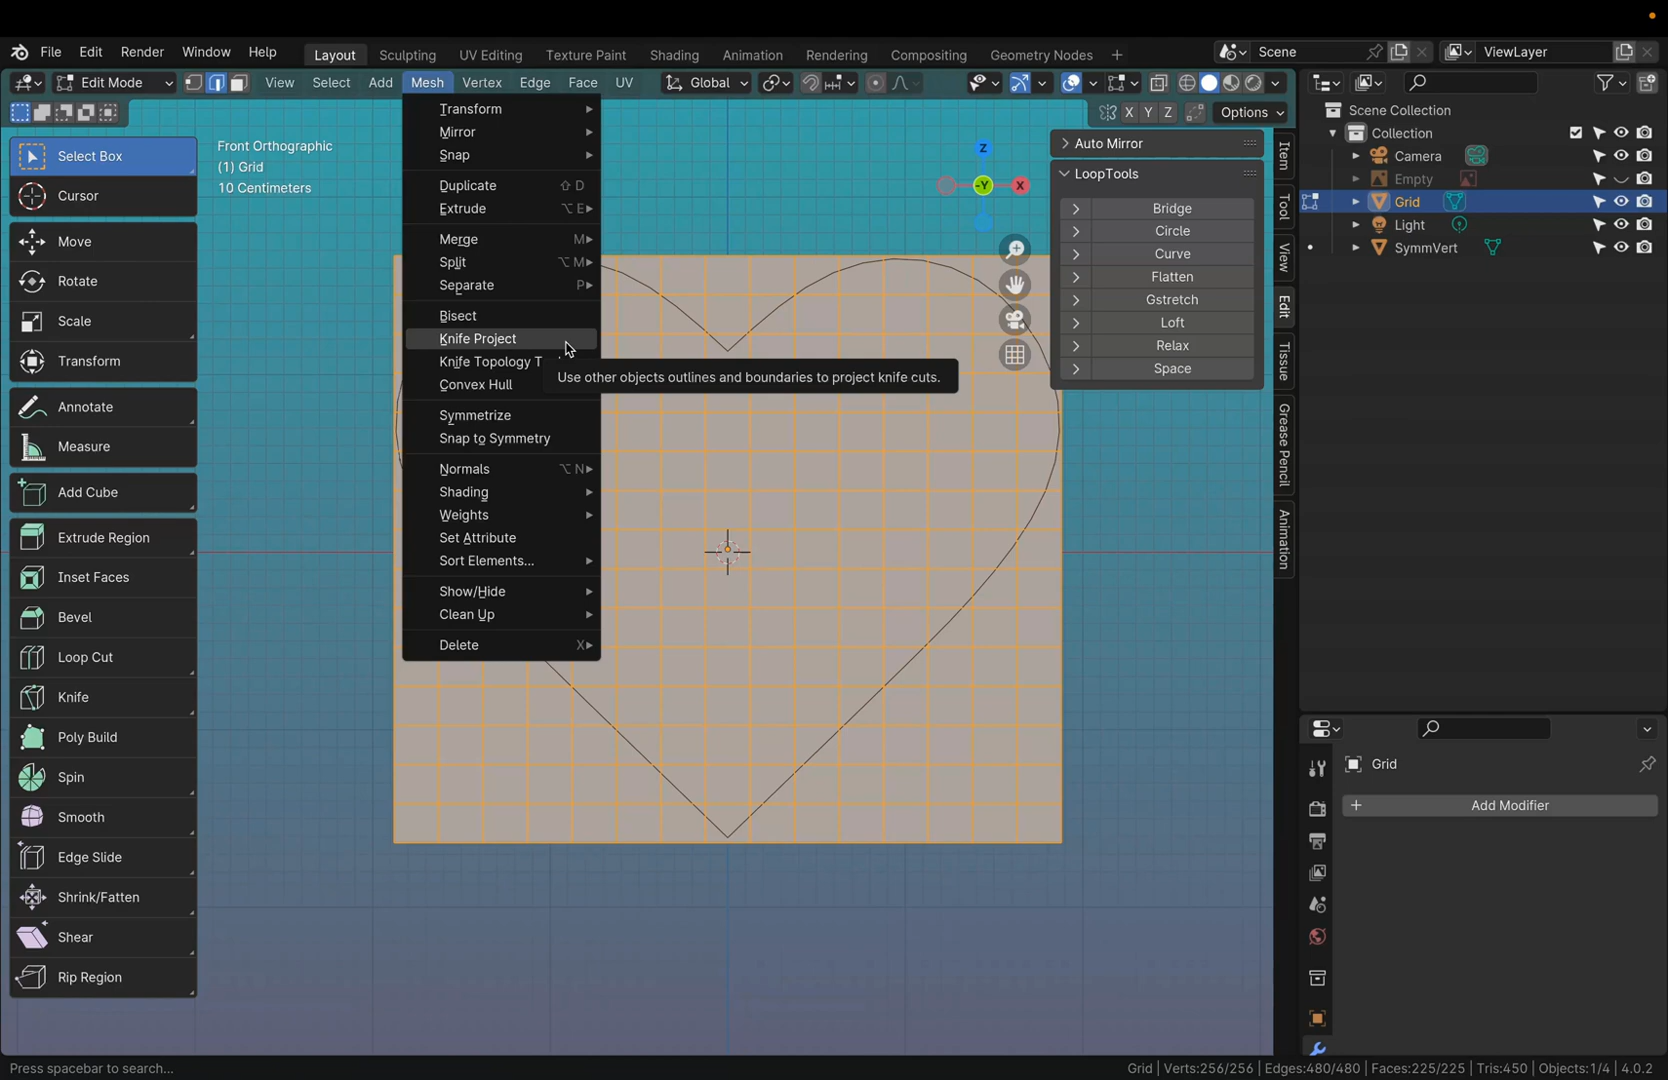 File Edit Render Window Help Layout Sculpting UV Editing Texture Paint Shading Animation Rendering Compositing Geometry Nodes + Scene ViewLayer
Edit Mode View Select Add Mesh Vertex Edge Face UV Global
X Y Z Options
Select Box
Cursor
Move
Rotate
Scale
Transform
Annotate
Measure
Add Cube
Extrude Region
Inset Faces
Bevel
Loop Cut
Knife
Poly Build
Spin
Smooth
Edge Slide
Shrink/Fatten
Shear
Rip Region
Front Orthographic
(1) Grid
10 Centimeters
Transform
Mirror
Snap
Duplicate ⇧ D
Extrude ⌥ E
Merge M
Split ⌥ M
Separate P
Bisect
Knife Project
Knife Topology T
Convex Hull
Symmetrize
Snap to Symmetry
Normals ⌥ N
Shading
Weights
Set Attribute
Sort Elements...
Show/Hide
Clean Up
Delete X
Use other objects outlines and boundaries to project knife cuts.
Z
-Y
X
Auto Mirror
LoopTools
Bridge
Circle
Curve
Flatten
Gstretch
Loft
Relax
Space
Item
Tool
View
Edit
Tissue
Grease Pencil
Animation
Scene Collection
Collection
Camera
Empty
Grid
Light
SymmVert
Grid
+ Add Modifier
Press spacebar to search...
Grid | Verts:256/256 | Edges:480/480 | Faces:225/225 | Tris:450 | Objects:1/4 | 4.0.2